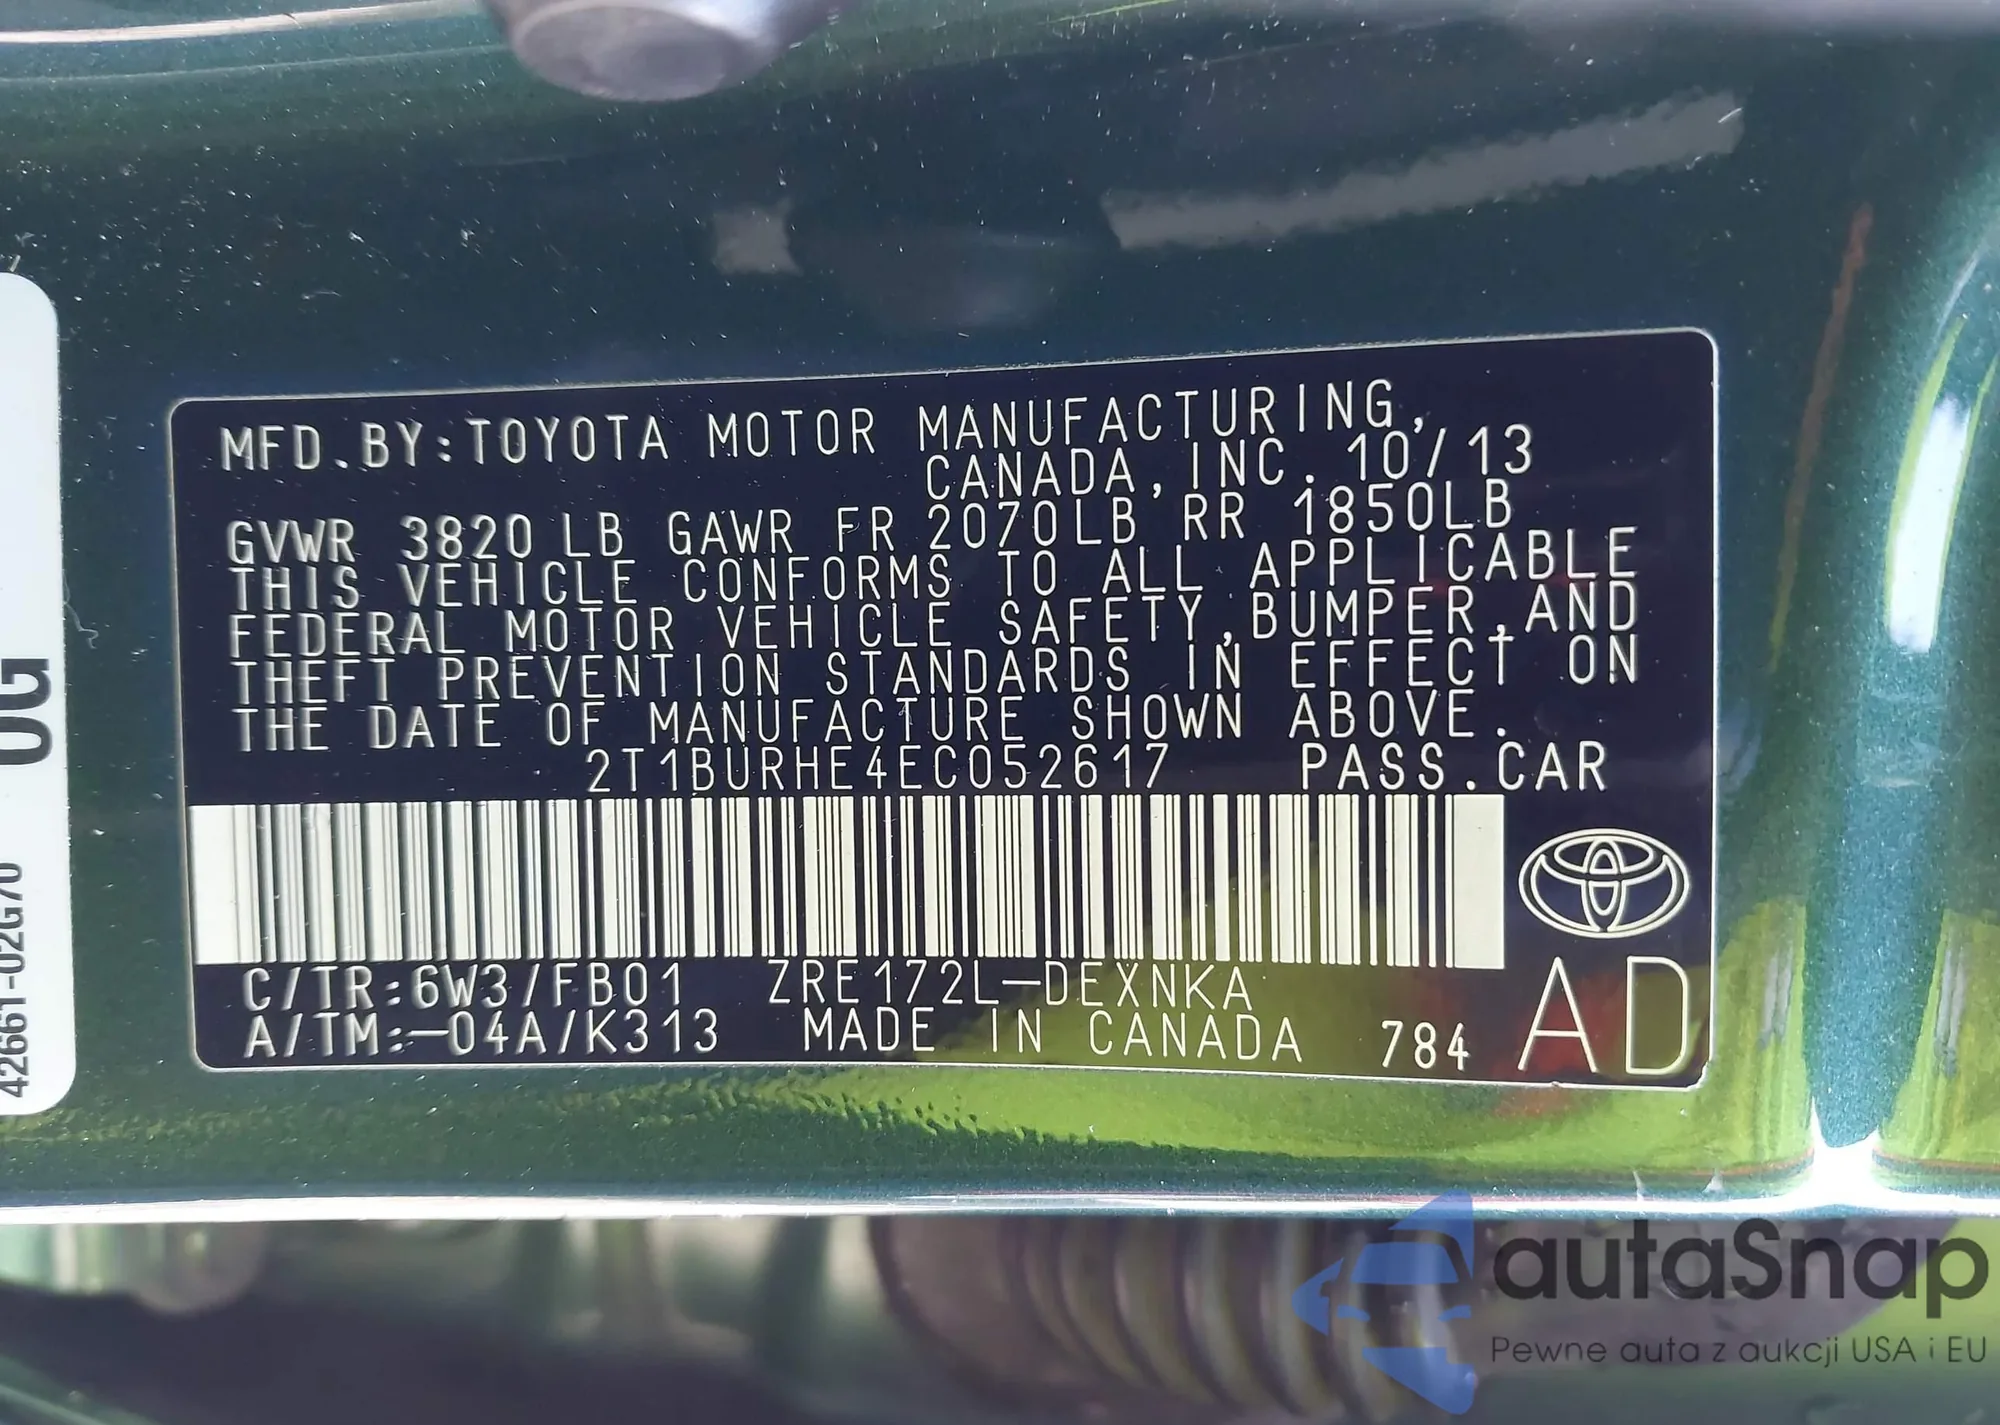 MFD.BY:TOYOTA MOTOR MANUFACTURING,
CANADA,INC. 10/13
GVWR 3820LB GAWR FR 2070LB RR 1850LB
THIS VEHICLE CONFORMS TO ALL APPLICABLE
FEDERAL MOTOR VEHICLE SAFETY,BUMPER,AND
THEFT PREVENTION STANDARDS IN EFFECT ON
THE DATE OF MANUFACTURE SHOWN ABOVE.
2T1BURHE4EC052617 PASS.CAR
C/TR:6W3/FB01 ZRE172L-DEXNKA
A/TM:-04A/K313 MADE IN CANADA 784
AD
0G
42661-02G70
autaSnap
Pewne auta z aukcji USA i EU